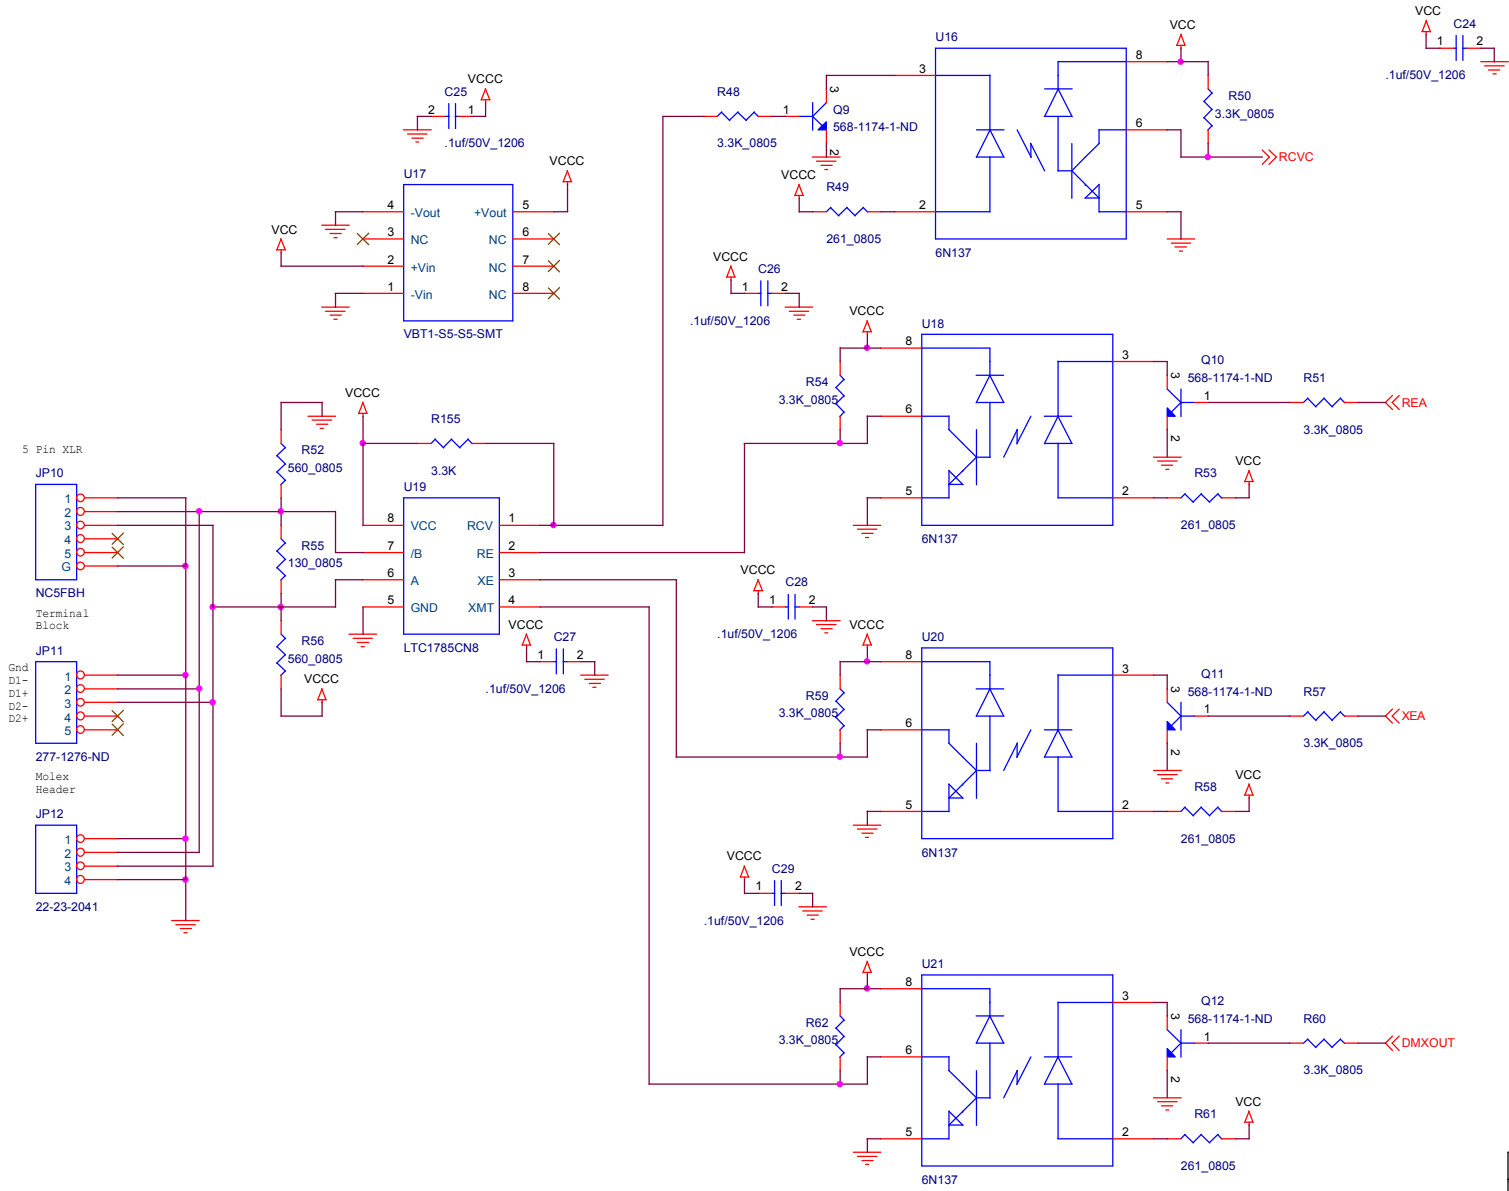 VCC
C24
1
2
.1uf/50V_1206
U16
VCC
8
3
R50
3.3K_0805
6
RCVC
2
5
6N137
R48
3.3K_0805
1
3
Q9
568-1174-1-ND
2
VCCC
R49
261_0805
C25
VCCC
2
1
.1uf/50V_1206
U17
VCCC
4
-Vout
+Vout
5
3
NC
NC
6
VCC
2
+Vin
NC
7
1
-Vin
NC
8
VBT1-S5-S5-SMT
VCCC
C26
1
2
.1uf/50V_1206
VCCC
U18
8
3
R54
3.3K_0805
6
5
2
6N137
Q10
568-1174-1-ND
3
1
2
R51
3.3K_0805
REA
R53
VCC
261_0805
VCCC
R155
3.3K
U19
8
VCC
RCV
1
7
/B
RE
2
6
A
XE
3
5
GND
XMT
4
LTC1785CN8
R52
560_0805
R55
130_0805
R56
560_0805
VCCC
5 Pin XLR
JP10
1
2
3
4
5
G
NC5FBH
Terminal
Block
JP11
Gnd
1
D1-
2
D1+
3
D2-
4
D2+
5
277-1276-ND
Molex
Header
JP12
1
2
3
4
22-23-2041
VCCC
C27
1
2
.1uf/50V_1206
VCCC
C28
1
2
.1uf/50V_1206
VCCC
U20
8
3
R59
3.3K_0805
6
5
2
6N137
Q11
568-1174-1-ND
3
1
2
R57
3.3K_0805
XEA
R58
VCC
261_0805
VCCC
C29
1
2
.1uf/50V_1206
VCCC
U21
8
3
R62
3.3K_0805
6
5
2
6N137
Q12
568-1174-1-ND
3
1
2
R60
3.3K_0805
DMXOUT
R61
VCC
261_0805